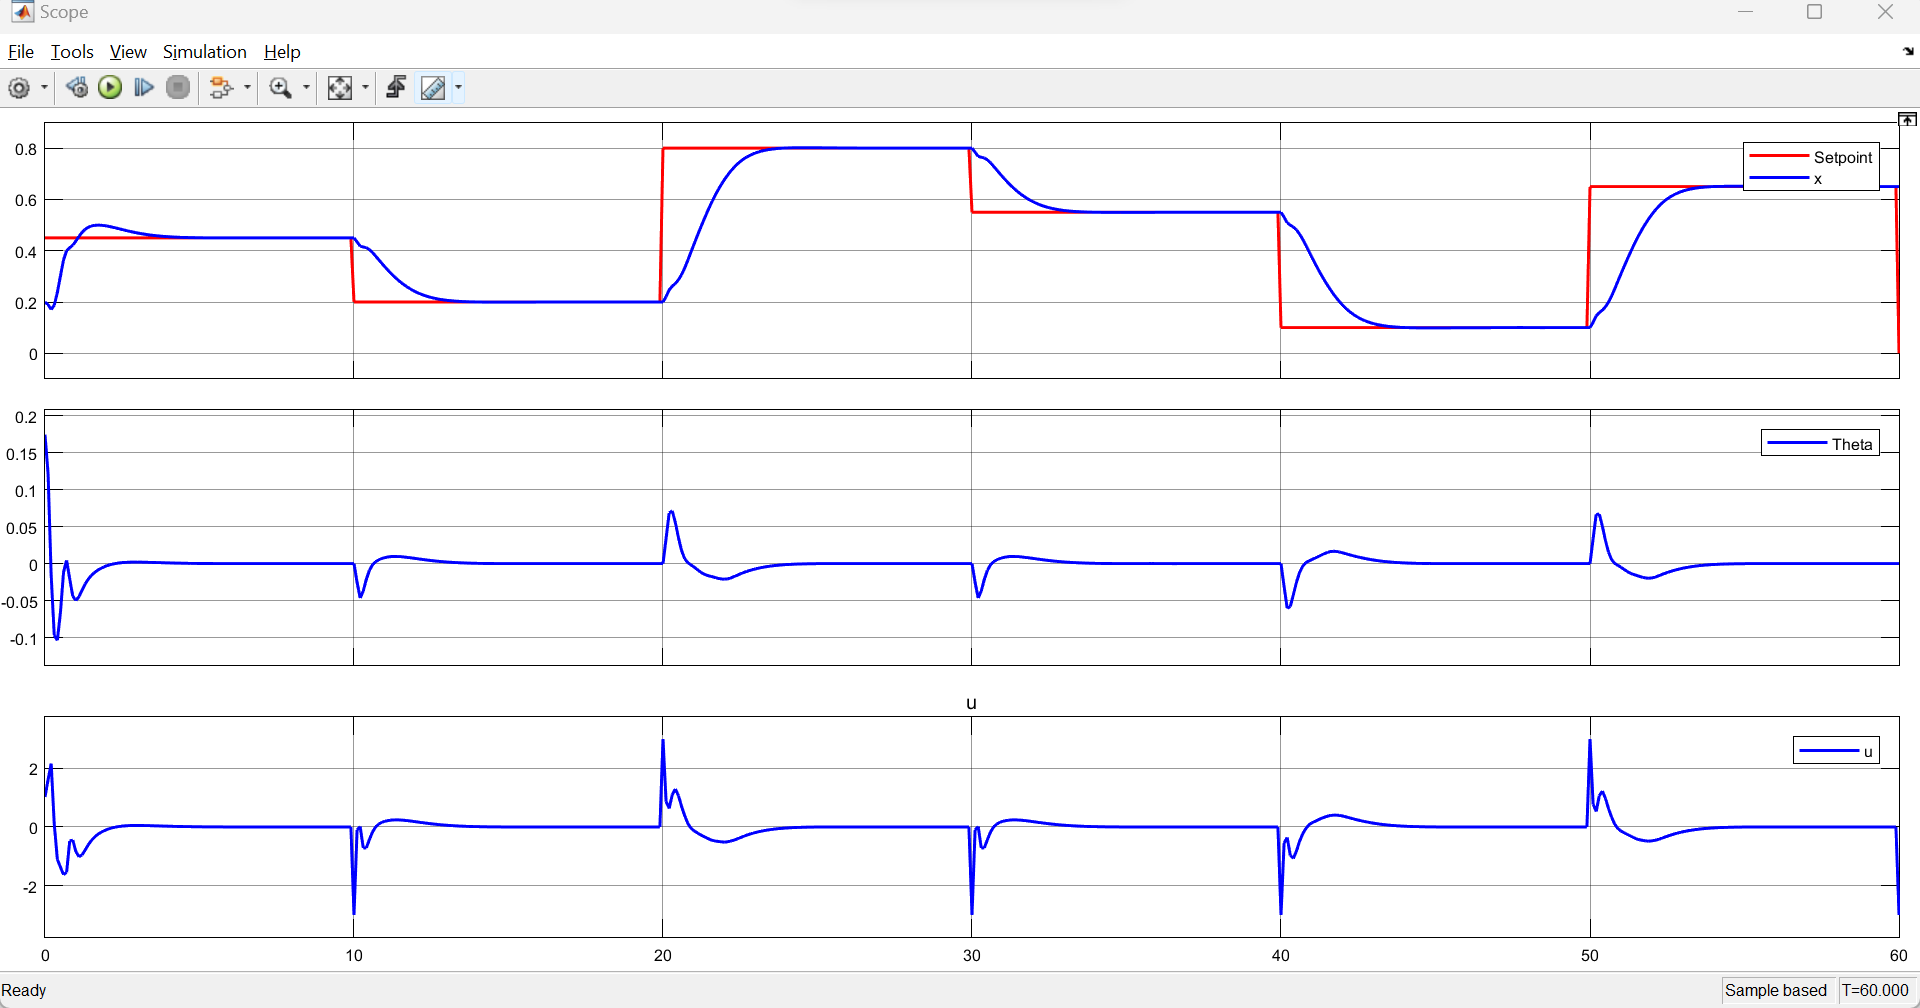 Scope
File Tools View Simulation Help
0.8
0.6
0.4
0.2
0
Setpoint
x
0.2
0.15
0.1
0.05
0
-0.05
-0.1
Theta
u
2
0
-2
u
0 10 20 30 40 50 60
Ready Sample based T=60.000